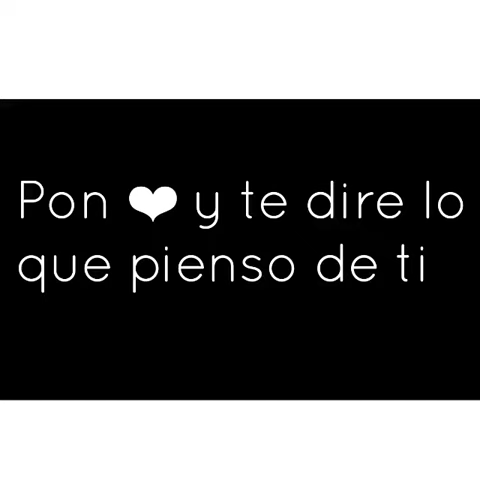 Pon ❤ y te dire lo
que pienso de ti